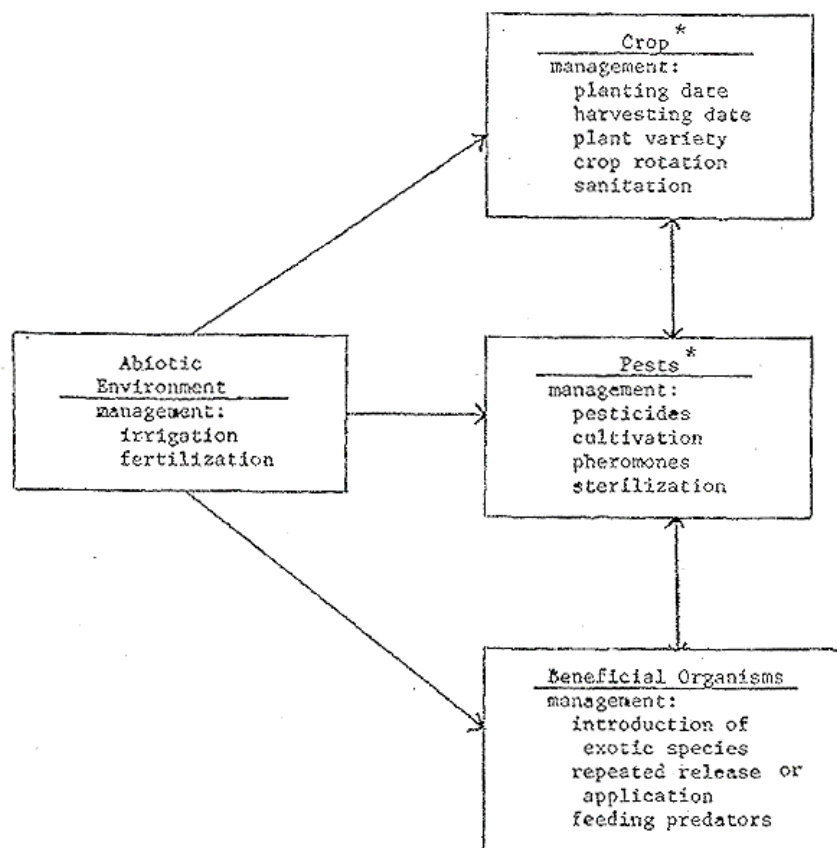 Crop *
management:
planting date
harvesting date
plant variety
crop rotation
sanitation
Abiotic
Environment
management:
irrigation
fertilization
Pests *
management:
pesticides
cultivation
pheromones
sterilization
Beneficial Organisms
management:
introduction of
exotic species
repeated release or
application
feeding predators